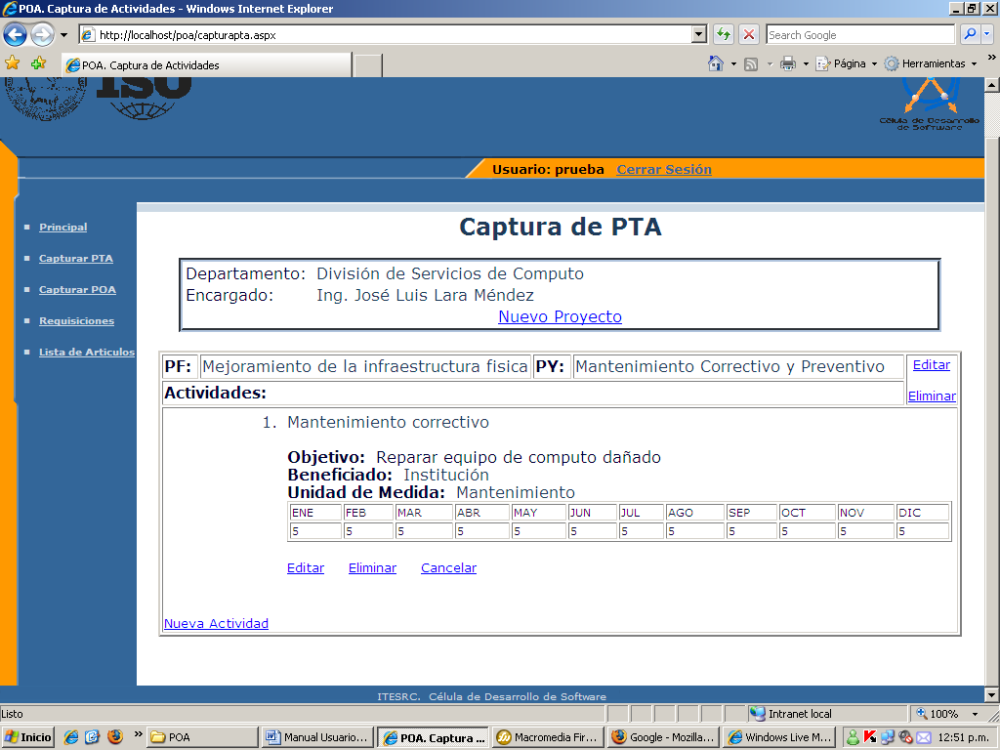 POA. Captura de Actividades - Windows Internet Explorer
http://localhost/poa/capturapta.aspx
Search Google
POA. Captura de Actividades
Página
Herramientas
ISO
Célula de Desarrollo
de Software
Usuario: prueba Cerrar Sesión
Principal
Capturar PTA
Capturar POA
Requisiciones
Lista de Articulos
Captura de PTA
Departamento: División de Servicios de Computo
Encargado: Ing. José Luis Lara Méndez
Nuevo Proyecto
PF: Mejoramiento de la infraestructura fisica PY: Mantenimiento Correctivo y Preventivo Editar
Actividades: Eliminar
1. Mantenimiento correctivo
Objetivo: Reparar equipo de computo dañado
Beneficiado: Institución
Unidad de Medida: Mantenimiento
ENE FEB MAR ABR MAY JUN JUL AGO SEP OCT NOV DIC
5 5 5 5 5 5 5 5 5 5 5 5
Editar Eliminar Cancelar
Nueva Actividad
ITESRC. Célula de Desarrollo de Software
Listo Intranet local 100%
Inicio POA Manual Usuario... POA. Captura ... Macromedia Fir... Google - Mozilla... Windows Live M... 12:51 p.m.